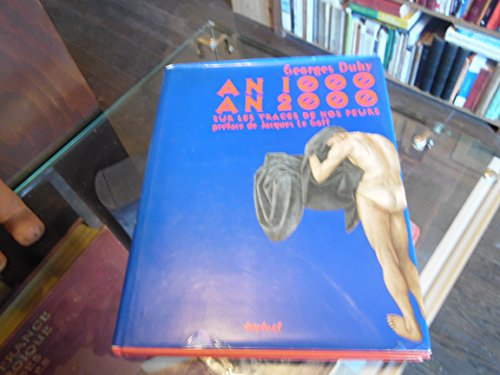 Georges Duby
AN 1000
AN 2000
SUR LES TRACES DE NOS PEURS
préface de Jacques Le Goff
textuel